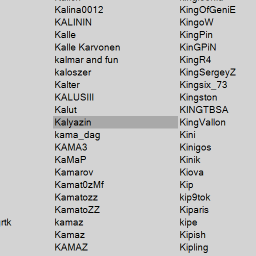 Kalina0012
KALININ
Kalle
Kalle Karvonen
kalmar and fun
kaloszer
Kalter
KALUSIII
Kalut
Kalyazin
kama_dag
KAMA3
KaMaP
Kamarov
Kamat0zMf
Kamatozz
KamatoZZ
kamaz
Kamaz
KAMAZ
KingOfGeniE
KingoW
KingPin
KinGPiN
KingR4
KingSergeyZ
Kingsix_73
Kingston
KINGTBSA
KingVallon
Kini
Kinigos
Kinik
Kiova
Kip
kip9tok
Kiparis
kipe
Kipish
Kipling